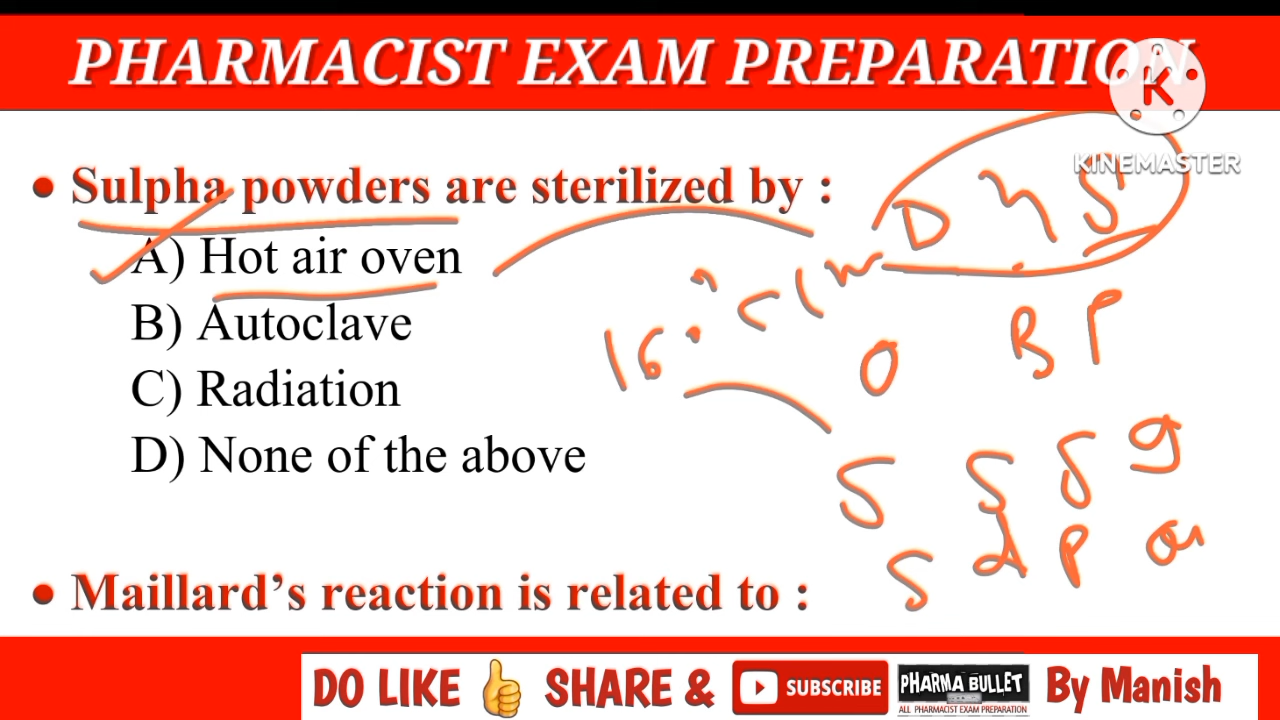 PHARMACIST EXAM PREPARATION
KINEMASTER
• Sulpha powders are sterilized by :
A) Hot air oven
B) Autoclave
C) Radiation
D) None of the above
D
S
O B P
S S S g
S A P
• Maillard’s reaction is related to :
DO LIKE 👍 SHARE & SUBSCRIBE PHARMA BULLET By Manish
ALL PHARMACIST EXAM PREPARATION